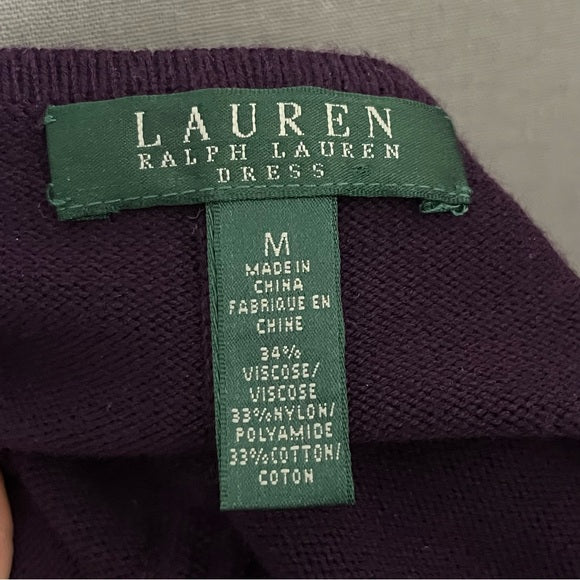 LAUREN
RALPH LAUREN
DRESS
M
MADE IN
CHINA
FABRIQUE EN
CHINE
34%
VISCOSE/
VISCOSE
33%NYLON/
POLYAMIDE
33%COTTON/
COTON